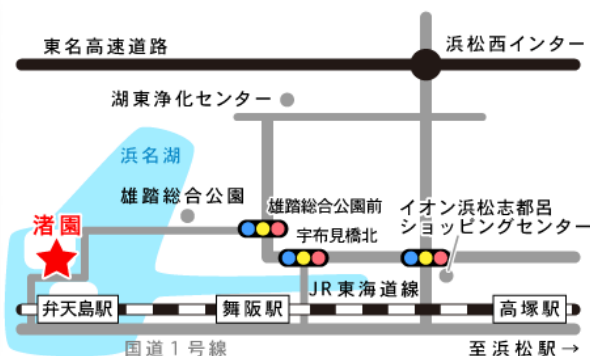 東名高速道路
浜松西インター
湖東浄化センター
浜名湖
雄踏総合公園
雄踏総合公園前
イオン浜松志都呂
ショッピングセンター
渚園
宇布見橋北
JR東海道線
弁天島駅
舞阪駅
高塚駅
国道1号線
至浜松駅→